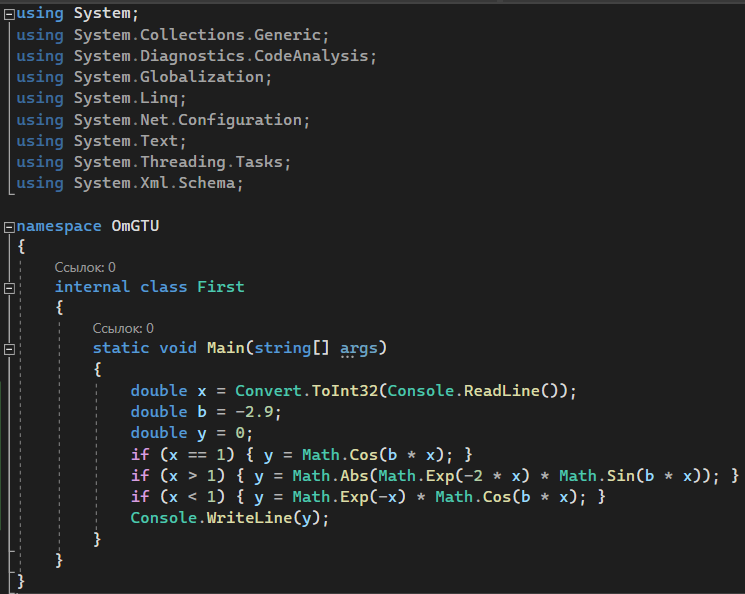 using System;
using System.Collections.Generic;
using System.Diagnostics.CodeAnalysis;
using System.Globalization;
using System.Linq;
using System.Net.Configuration;
using System.Text;
using System.Threading.Tasks;
using System.Xml.Schema;
namespace OmGTU
{
Ссылок: 0
internal class First
{
Ссылок: 0
static void Main(string[] args)
{
double x = Convert.ToInt32(Console.ReadLine());
double b = -2.9;
double y = 0;
if (x == 1) { y = Math.Cos(b * x); }
if (x > 1) { y = Math.Abs(Math.Exp(-2 * x) * Math.Sin(b * x)); }
if (x < 1) { y = Math.Exp(-x) * Math.Cos(b * x); }
Console.WriteLine(y);
}
}
}